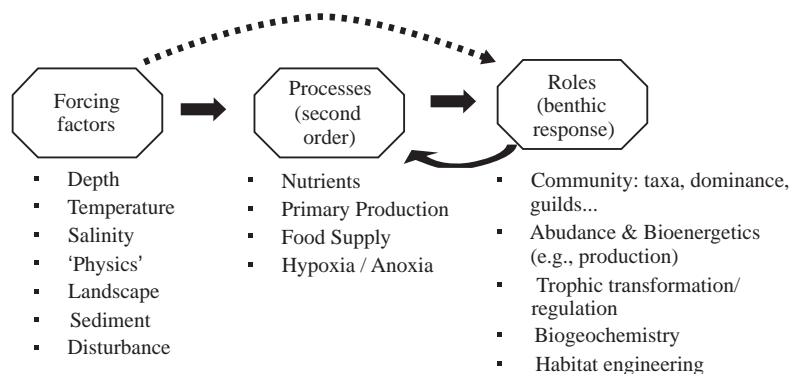 Forcing
factors
▪ Depth
▪ Temperature
▪ Salinity
▪ ‘Physics’
▪ Landscape
▪ Sediment
▪ Disturbance
Processes
(second
order)
▪ Nutrients
▪ Primary Production
▪ Food Supply
▪ Hypoxia / Anoxia
Roles
(benthic
response)
▪ Community: taxa, dominance,
guilds...
▪ Abudance & Bioenergetics
(e.g., production)
▪ Trophic transformation/
regulation
▪ Biogeochemistry
▪ Habitat engineering